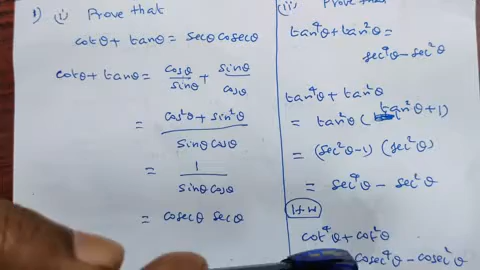 1) (i) Prove that
cotθ + tanθ = secθ cosecθ
cotθ + tanθ = cosθ/sinθ + sinθ/cosθ
= cos²θ + sin²θ / sinθ cosθ
= 1 / sinθ cosθ
= cosecθ secθ
(ii) Prove that
tan⁴θ + tan²θ =
sec⁴θ - sec²θ
tan⁴θ + tan²θ
= tan²θ ( tan²θ + 1)
= (sec²θ-1) (sec²θ)
= sec⁴θ - sec²θ
H.W
cot⁴θ + cot²θ
cosec⁴θ - cosec²θ